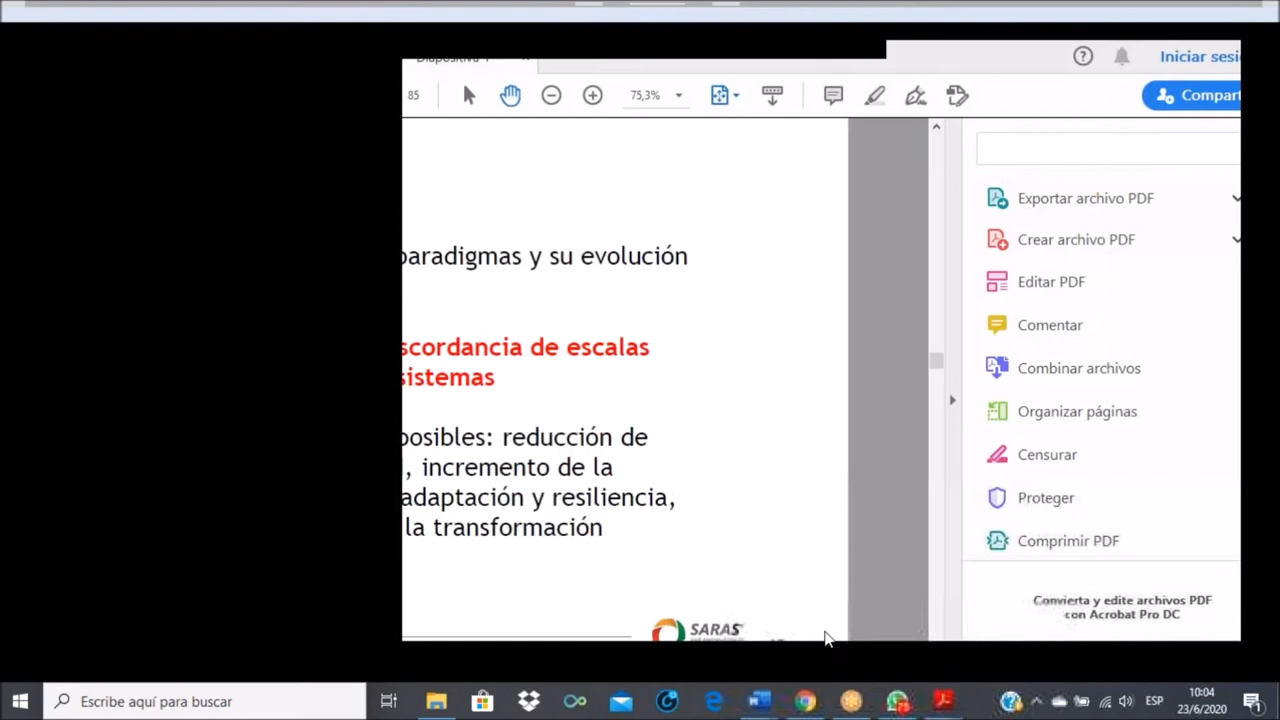 Diapositiva 1
Iniciar sesi
85
75,3%
Compart
Exportar archivo PDF
Crear archivo PDF
Editar PDF
Comentar
Combinar archivos
Organizar páginas
Censurar
Proteger
Comprimir PDF
Convierta y edite archivos PDF
con Acrobat Pro DC
paradigmas y su evolución
scordancia de escalas
sistemas
posibles: reducción de
, incremento de la
adaptación y resiliencia,
la transformación
SARAS
Escribe aquí para buscar
ESP
10:04
23/6/2020